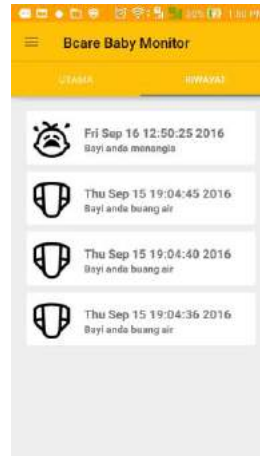 Bcare Baby Monitor
UTAMA
RIWAYAT
Fri Sep 16 12:50:25 2016
Bayi anda menangis
Thu Sep 15 19:04:45 2016
Bayi anda buang air
Thu Sep 15 19:04:40 2016
Bayi anda buang air
Thu Sep 15 19:04:36 2016
Bayi anda buang air